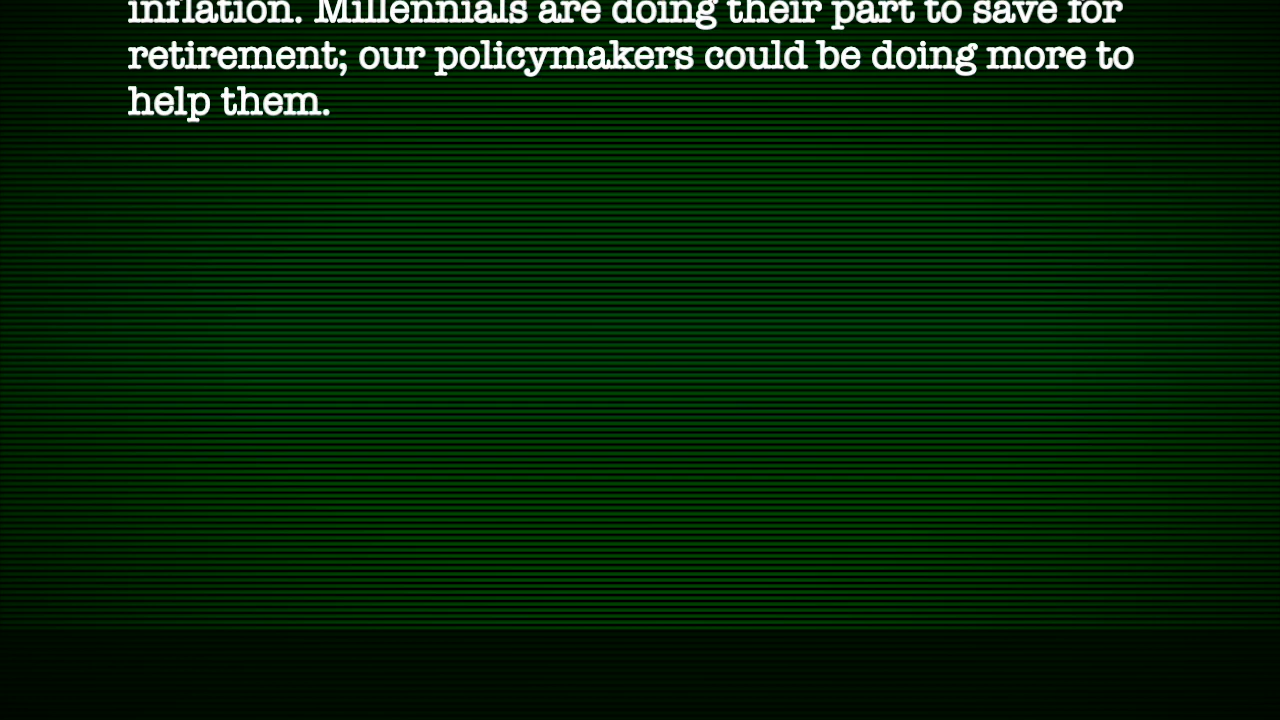 inflation. Millennials are doing their part to save for
retirement; our policymakers could be doing more to
help them.